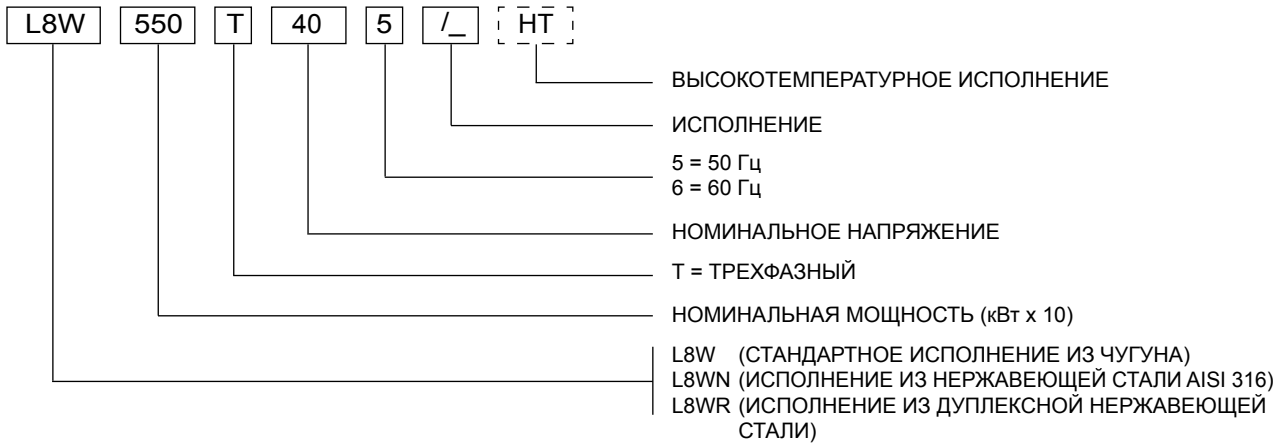 L8W 550 T 40 5 /_ HT
ВЫСОКОТЕМПЕРАТУРНОЕ ИСПОЛНЕНИЕ
ИСПОЛНЕНИЕ
5 = 50 Гц
6 = 60 Гц
НОМИНАЛЬНОЕ НАПРЯЖЕНИЕ
Т = ТРЕХФАЗНЫЙ
НОМИНАЛЬНАЯ МОЩНОСТЬ (кВт x 10)
L8W (СТАНДАРТНОЕ ИСПОЛНЕНИЕ ИЗ ЧУГУНА)
L8WN (ИСПОЛНЕНИЕ ИЗ НЕРЖАВЕЮЩЕЙ СТАЛИ AISI 316)
L8WR (ИСПОЛНЕНИЕ ИЗ ДУПЛЕКСНОЙ НЕРЖАВЕЮЩЕЙ
СТАЛИ)